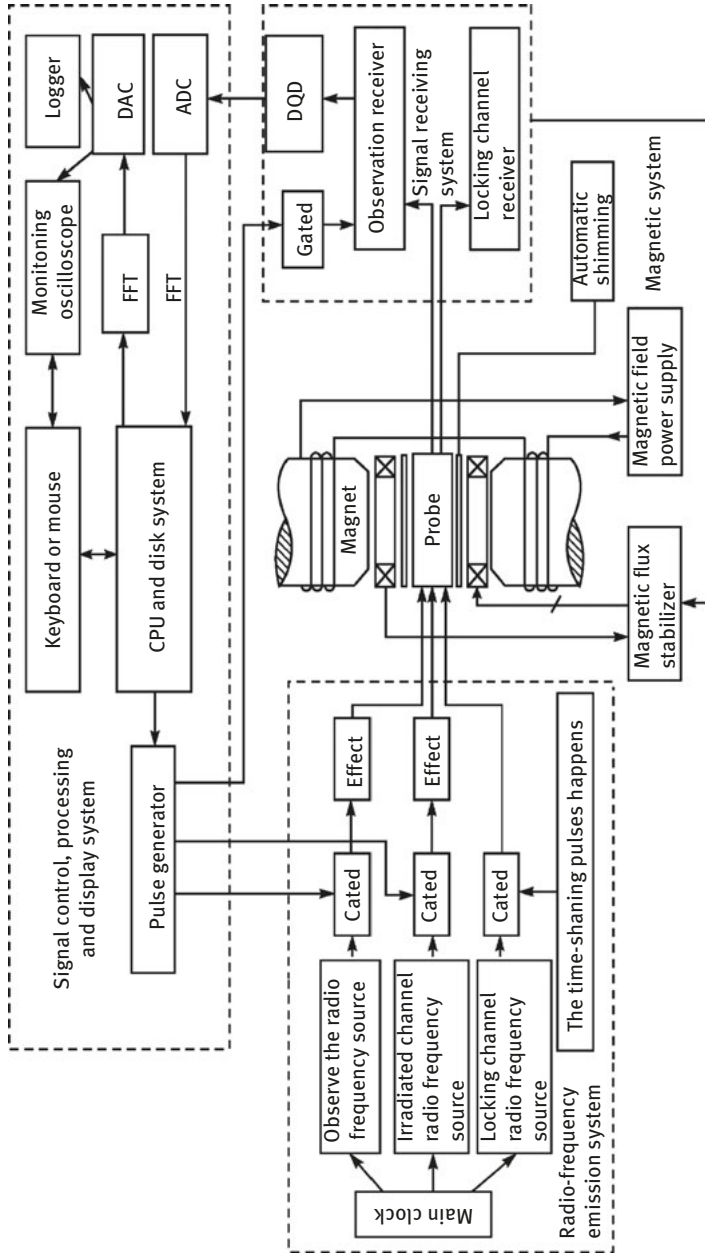 Signal control, processing
and display system
Keyboard or mouse
Monitoning
oscilloscope
Logger
DAC
ADC
FFT
FFT
CPU and disk system
Pulse generator
DQD
Gated
Observation receiver
Signal receiving
system
Locking channel
receiver
Automatic
shimming
Magnetic system
Magnet
Probe
Magnetic field
power supply
Magnetic flux
stabilizer
Effect
Effect
Cated
Cated
Cated
Observe the radio
frequency source
Irradiated channel
radio frequency
source
Locking channel
radio frequency
source
Main clock
The time-shaning pulses happens
Radio-frequency
emission system